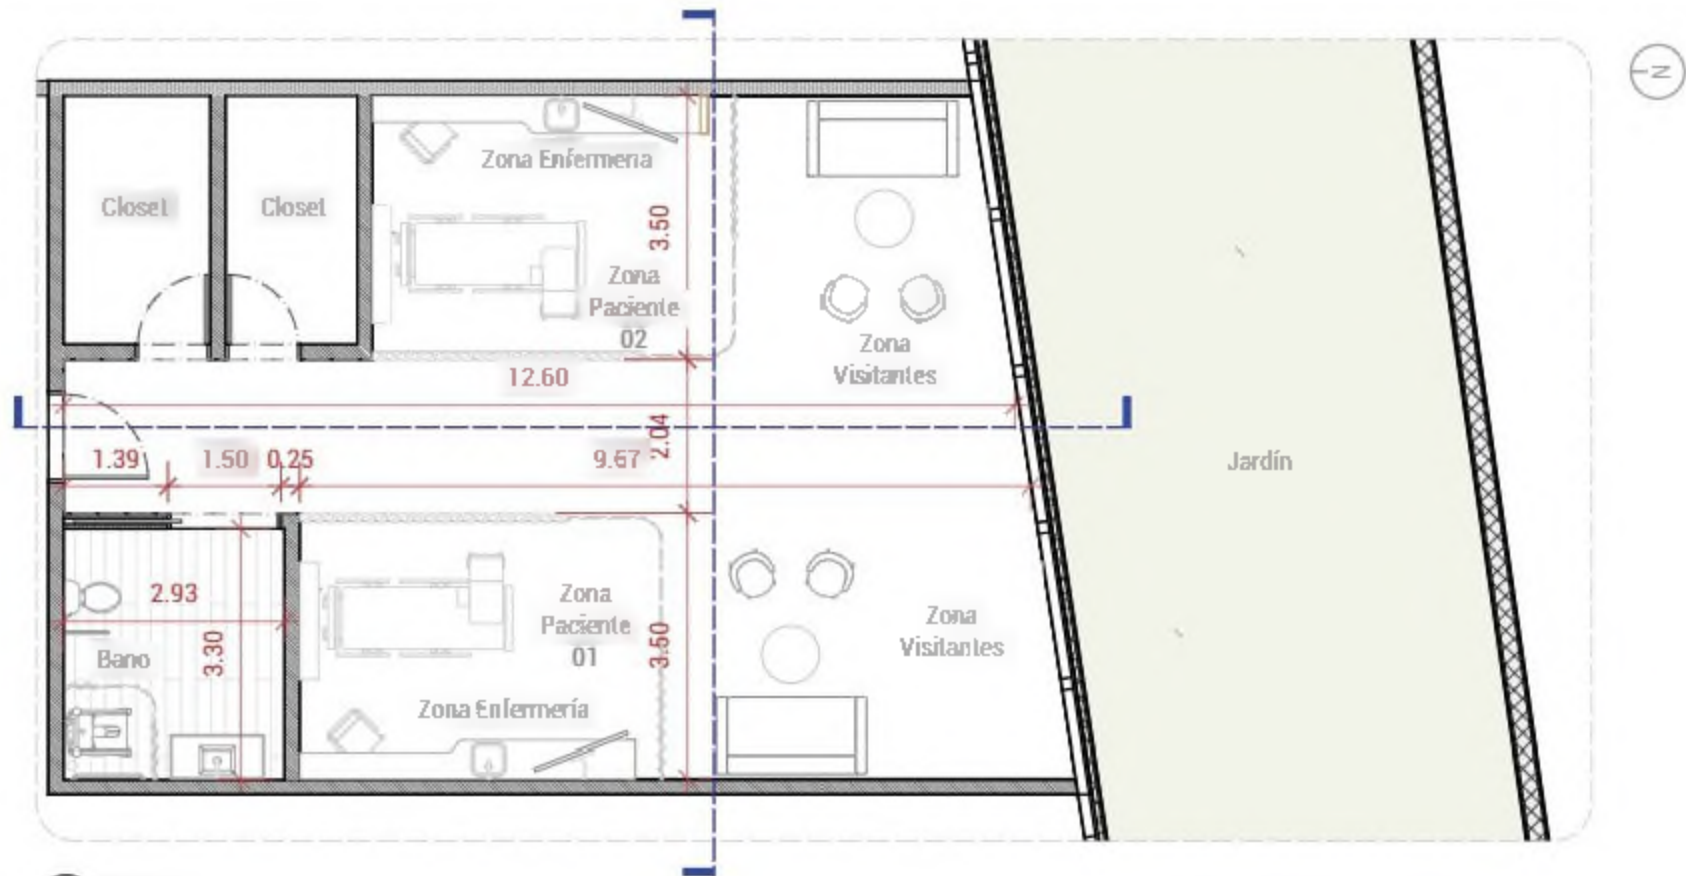 N
Closet
Closet
Zona Enfermeria
3.50
Zona
Paciente
02
Zona
Visitantes
12.60
2.04
1.39
1.50
0.25
9.67
Jardín
2.93
3.30
Bano
Zona
Paciente
01
3.50
Zona Enfermería
Zona
Visitantes